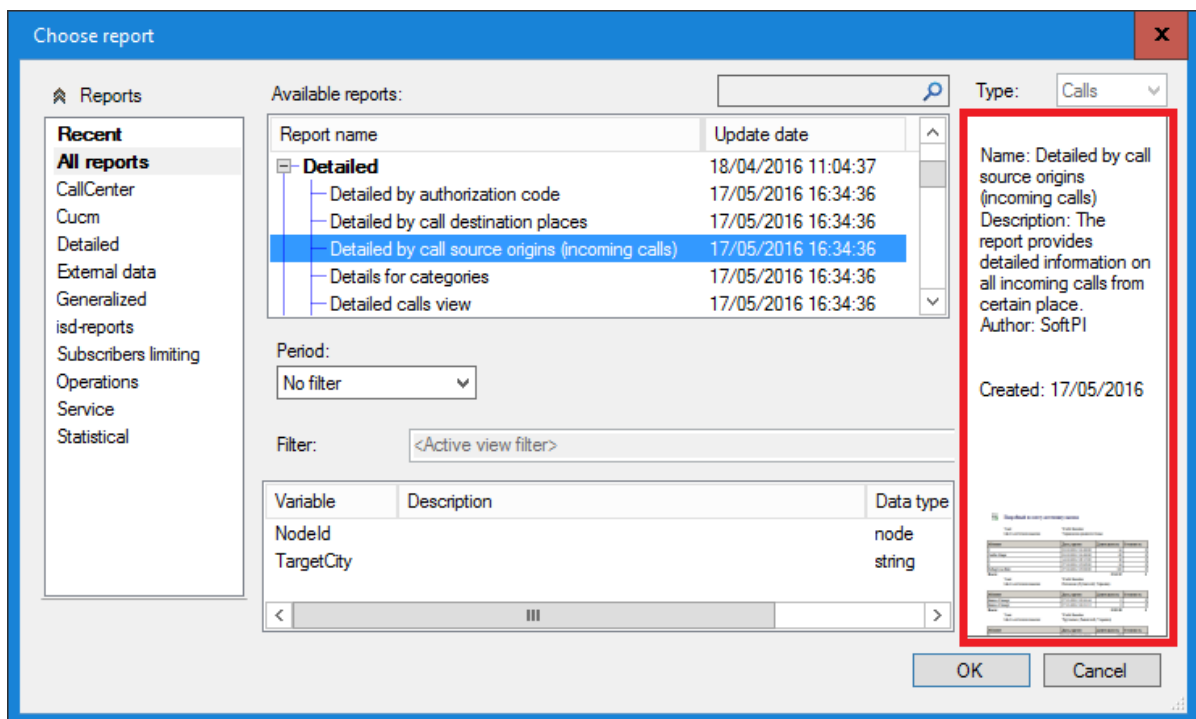 Choose report
x
Reports
Available reports:
Type: Calls
Recent
All reports
CallCenter
Cucm
Detailed
External data
Generalized
isd-reports
Subscribers limiting
Operations
Service
Statistical
Report name Update date
Detailed 18/04/2016 11:04:37
Detailed by authorization code 17/05/2016 16:34:36
Detailed by call destination places 17/05/2016 16:34:36
Detailed by call source origins (incoming calls) 17/05/2016 16:34:36
Details for categories 17/05/2016 16:34:36
Detailed calls view 17/05/2016 16:34:36
Period:
No filter
Filter: <Active view filter>
Variable Description Data type
NodeId node
TargetCity string
Name: Detailed by call
source origins
(incoming calls)
Description: The
report provides
detailed information on
all incoming calls from
certain place.
Author: SoftPI
Created: 17/05/2016
OK Cancel